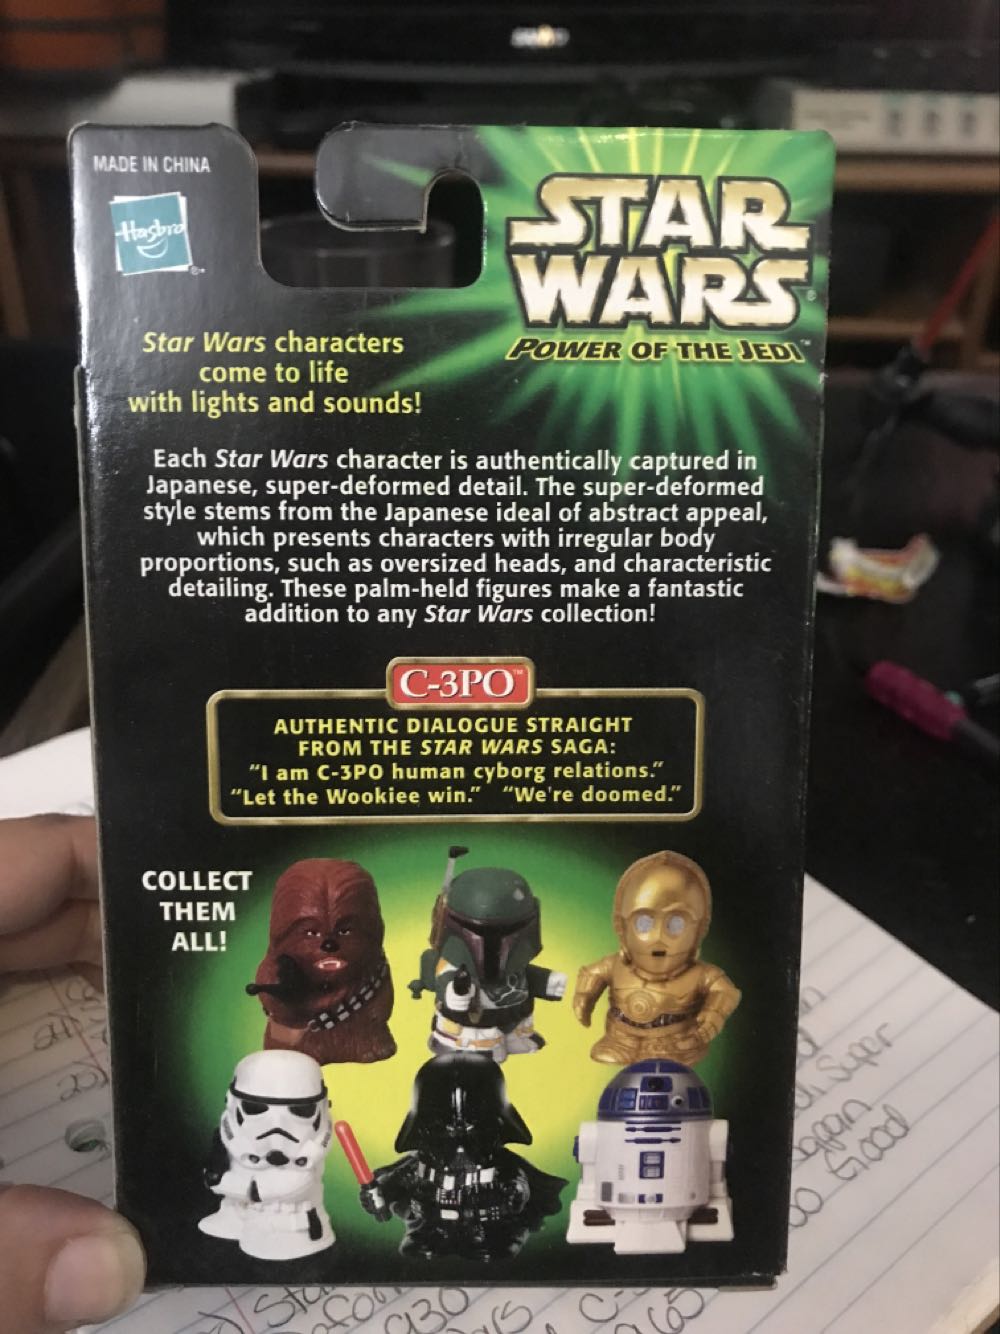 MADE IN CHINA
Hasbro
STAR
WARS
POWER OF THE JEDI™
Star Wars characters
come to life
with lights and sounds!
Each Star Wars character is authentically captured in
Japanese, super-deformed detail. The super-deformed
style stems from the Japanese ideal of abstract appeal,
which presents characters with irregular body
proportions, such as oversized heads, and characteristic
detailing. These palm-held figures make a fantastic
addition to any Star Wars collection!
C-3PO™
AUTHENTIC DIALOGUE STRAIGHT
FROM THE STAR WARS SAGA:
"I am C-3PO human cyborg relations."
"Let the Wookiee win." "We're doomed."
COLLECT
THEM
ALL!
Super
Good